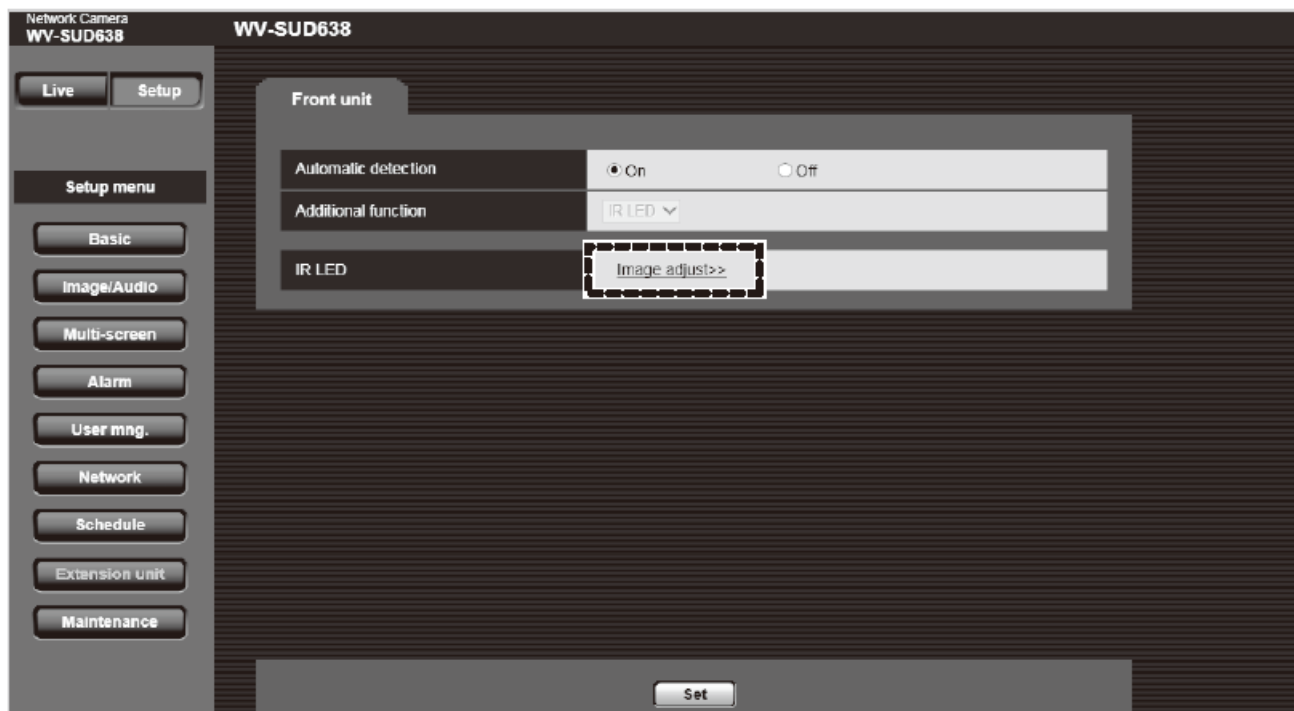 Network Camera
WV-SUD638
WV-SUD638
Live
Setup
Front unit
Automatic detection
On
Off
Additional function
IR LED
IR LED
Image adjust>>
Setup menu
Basic
Image/Audio
Multi-screen
Alarm
User mng.
Network
Schedule
Extension unit
Maintenance
Set